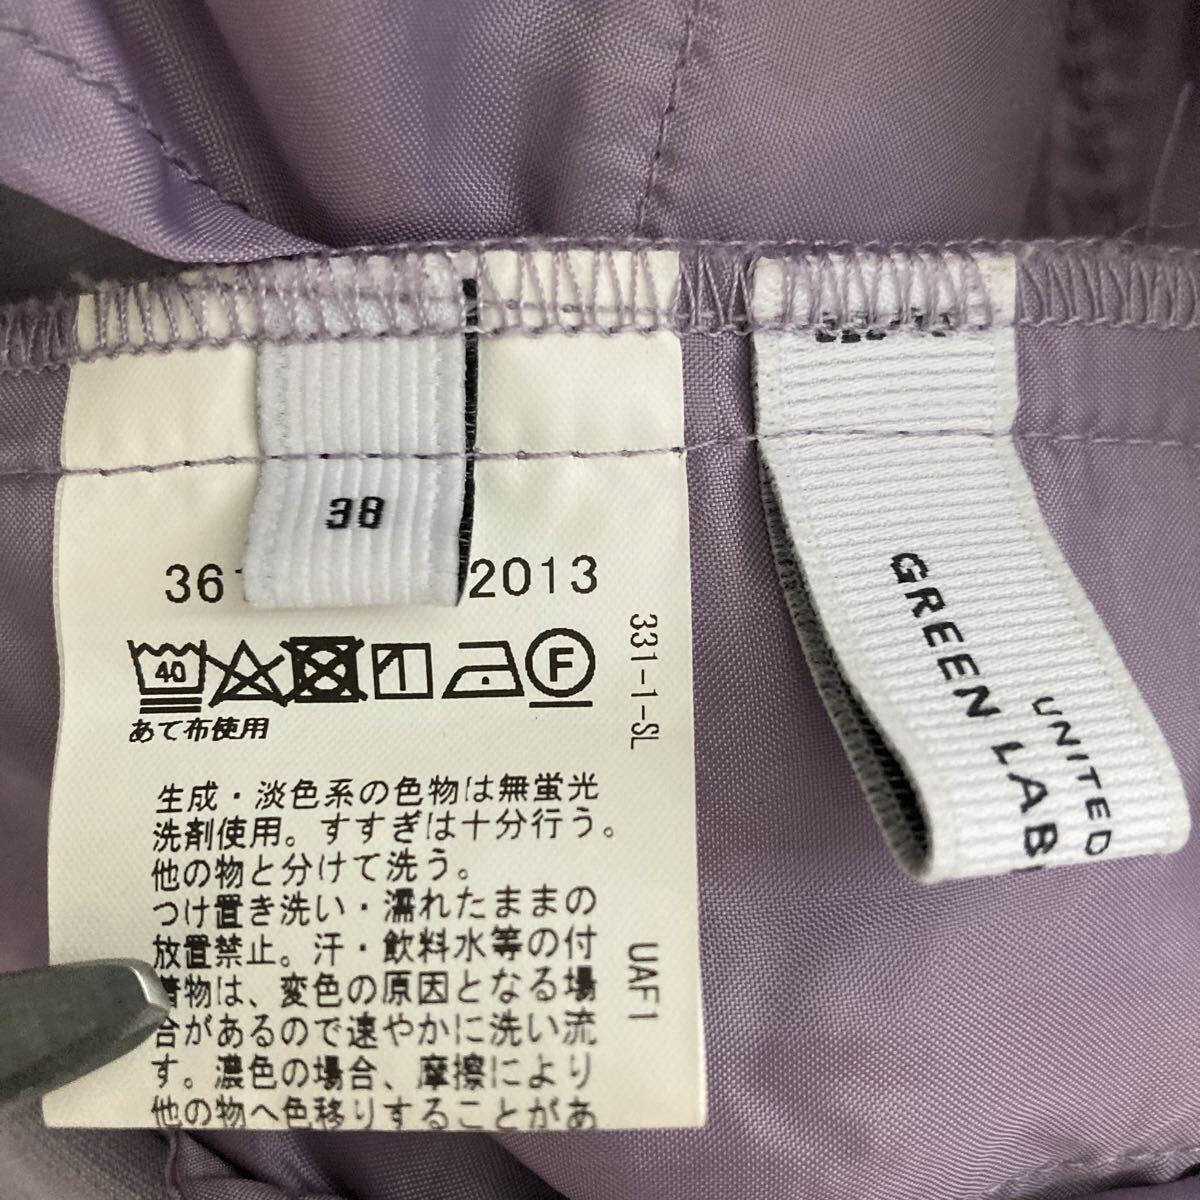 38
361
2013
40
F
あて布使用
331-1-SL
生成・淡色系の色物は無蛍光
洗剤使用。すすぎは十分行う。
他の物と分けて洗う。
つけ置き洗い・濡れたままの
放置禁止。汗・飲料水等の付
着物は、変色の原因となる場
合があるので速やかに洗い流
す。濃色の場合、摩擦により
他の物へ色移りすることがあ
UAF1
UNITED
GREEN LAB